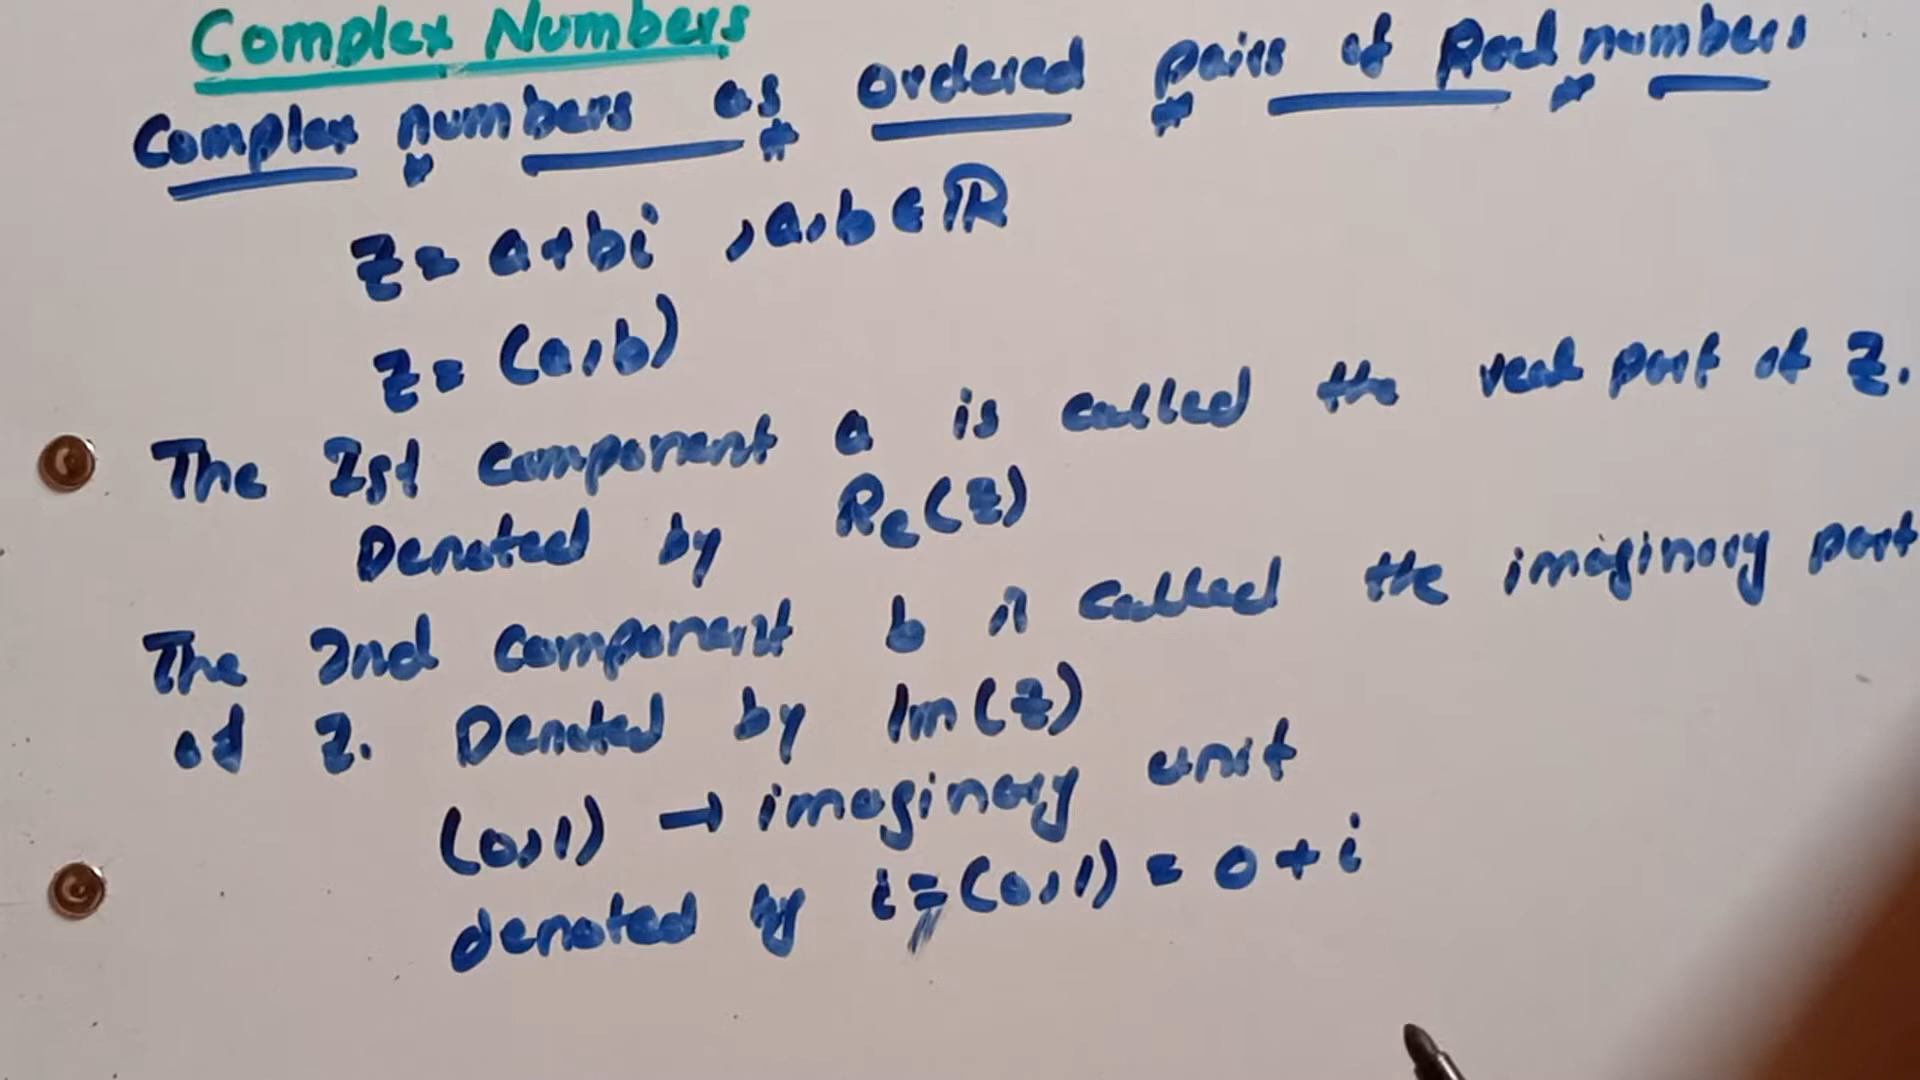 Complex Numbers
Complex numbers as ordered pairs of Real numbers
z = a+bi , a,b ∈ ℝ
z = (a,b)
The 1st component a is called the real part of z.
Denoted by Re(z)
The 2nd component b is called the imaginary part
of z. Denoted by Im(z)
(0,1) → imaginary unit
denoted by i = (0,1) = 0 + i